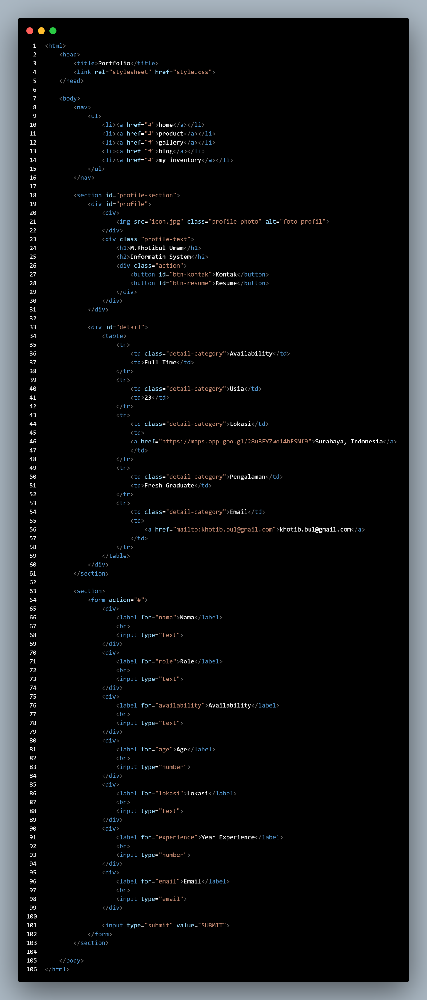 1 <html>
2     <head>
3         <title>Portfolio</title>
4         <link rel="stylesheet" href="style.css">
5     </head>
6
7     <body>
8         <nav>
9             <ul>
10                 <li><a href="#">home</a></li>
11                 <li><a href="#">product</a></li>
12                 <li><a href="#">gallery</a></li>
13                 <li><a href="#">blog</a></li>
14                 <li><a href="#">my inventory</a></li>
15             </ul>
16         </nav>
17
18         <section id="profile-section">
19             <div id="profile">
20                 <div>
21                     <img src="icon.jpg" class="profile-photo" alt="foto profil">
22                 </div>
23                 <div class="profile-text">
24                     <h1>M.Khotibul Umam</h1>
25                     <h2>Informatin System</h2>
26                     <div class="action">
27                         <button id="btn-kontak">Kontak</button>
28                         <button id="btn-resume">Resume</button>
29                     </div>
30                 </div>
31             </div>
32
33             <div id="detail">
34                 <table>
35                     <tr>
36                         <td class="detail-category">Availability</td>
37                         <td>Full Time</td>
38                     </tr>
39                     <tr>
40                         <td class="detail-category">Usia</td>
41                         <td>23</td>
42                     </tr>
43                     <tr>
44                         <td class="detail-category">Lokasi</td>
45                         <td>
46                         <a href="https://maps.app.goo.gl/28uBFYZwo14bFSNf9">Surabaya, Indonesia</a>
47                         </td>
48                     </tr>
49                     <tr>
50                         <td class="detail-category">Pengalaman</td>
51                         <td>Fresh Graduate</td>
52                     </tr>
53                     <tr>
54                         <td class="detail-category">Email</td>
55                         <td>
56                             <a href="mailto:khotib.bul@gmail.com">khotib.bul@gmail.com</a>
57                         </td>
58                     </tr>
59                 </table>
60             </div>
61         </section>
62
63         <section>
64             <form action="#">
65                 <div>
66                     <label for="nama">Nama</label>
67                     <br>
68                     <input type="text">
69                 </div>
70                 <div>
71                     <label for="role">Role</label>
72                     <br>
73                     <input type="text">
74                 </div>
75                 <div>
76                     <label for="availability">Availability</label>
77                     <br>
78                     <input type="text">
79                 </div>
80                 <div>
81                     <label for="age">Age</label>
82                     <br>
83                     <input type="number">
84                 </div>
85                 <div>
86                     <label for="lokasi">Lokasi</label>
87                     <br>
88                     <input type="text">
89                 </div>
90                 <div>
91                     <label for="experience">Year Experience</label>
92                     <br>
93                     <input type="number">
94                 </div>
95                 <div>
96                     <label for="email">Email</label>
97                     <br>
98                     <input type="email">
99                 </div>
100
101                 <input type="submit" value="SUBMIT">
102             </form>
103         </section>
104
105     </body>
106 </html>